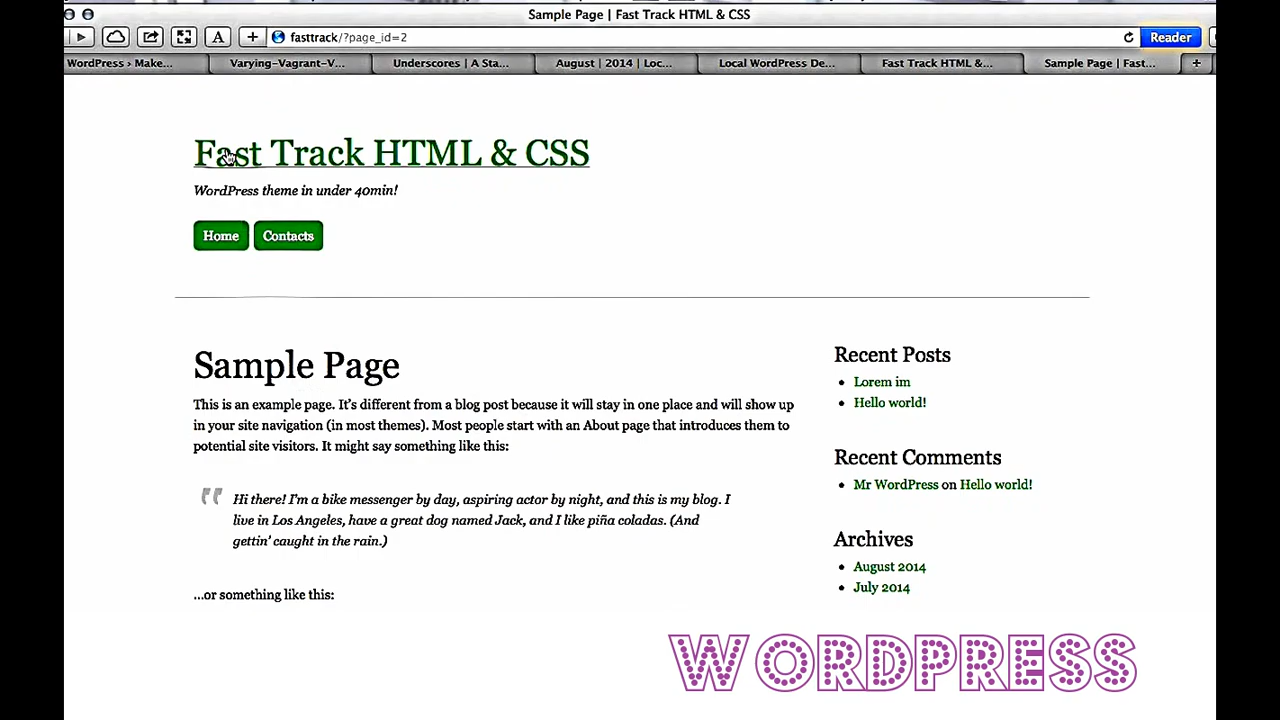 Sample Page | Fast Track HTML & CSS
A + fasttrack/?page_id=2 Reader
WordPress › Make... Varying-Vagrant-V... Underscores | A Sta... August | 2014 | Loc... Local WordPress De... Fast Track HTML &... Sample Page | Fast... +
Fast Track HTML & CSS
WordPress theme in under 40min!
Home Contacts
Sample Page
This is an example page. It’s different from a blog post because it will stay in one place and will show up
in your site navigation (in most themes). Most people start with an About page that introduces them to
potential site visitors. It might say something like this:
" Hi there! I’m a bike messenger by day, aspiring actor by night, and this is my blog. I
live in Los Angeles, have a great dog named Jack, and I like piña coladas. (And
gettin’ caught in the rain.)
...or something like this:
Recent Posts
• Lorem im
• Hello world!
Recent Comments
• Mr WordPress on Hello world!
Archives
• August 2014
• July 2014
WORDPRESS